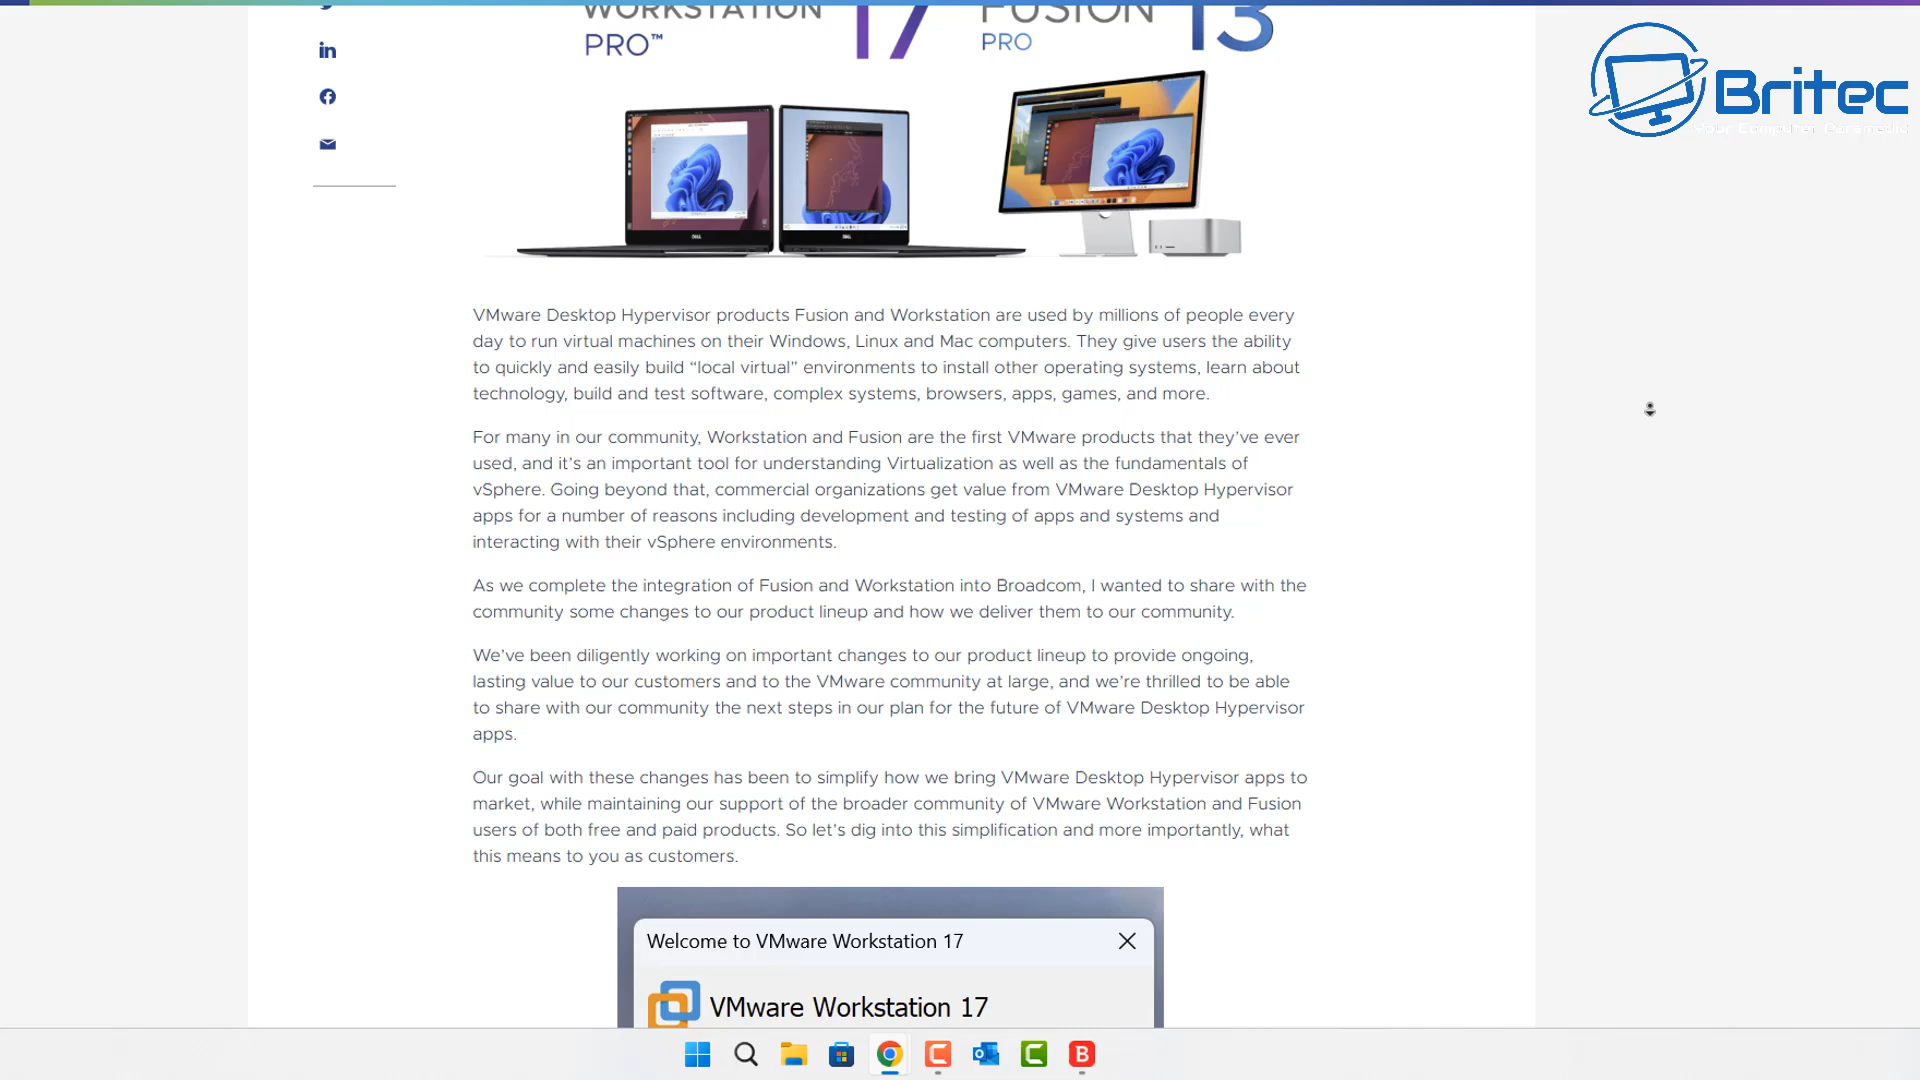 WORKSTATION 17 FUSION 13
PRO™ PRO
Britec
Your Computer Paramedic
VMware Desktop Hypervisor products Fusion and Workstation are used by millions of people every
day to run virtual machines on their Windows, Linux and Mac computers. They give users the ability
to quickly and easily build “local virtual” environments to install other operating systems, learn about
technology, build and test software, complex systems, browsers, apps, games, and more.
For many in our community, Workstation and Fusion are the first VMware products that they’ve ever
used, and it’s an important tool for understanding Virtualization as well as the fundamentals of
vSphere. Going beyond that, commercial organizations get value from VMware Desktop Hypervisor
apps for a number of reasons including development and testing of apps and systems and
interacting with their vSphere environments.
As we complete the integration of Fusion and Workstation into Broadcom, I wanted to share with the
community some changes to our product lineup and how we deliver them to our community.
We’ve been diligently working on important changes to our product lineup to provide ongoing,
lasting value to our customers and to the VMware community at large, and we’re thrilled to be able
to share with our community the next steps in our plan for the future of VMware Desktop Hypervisor
apps.
Our goal with these changes has been to simplify how we bring VMware Desktop Hypervisor apps to
market, while maintaining our support of the broader community of VMware Workstation and Fusion
users of both free and paid products. So let’s dig into this simplification and more importantly, what
this means to you as customers.
Welcome to VMware Workstation 17
VMware Workstation 17